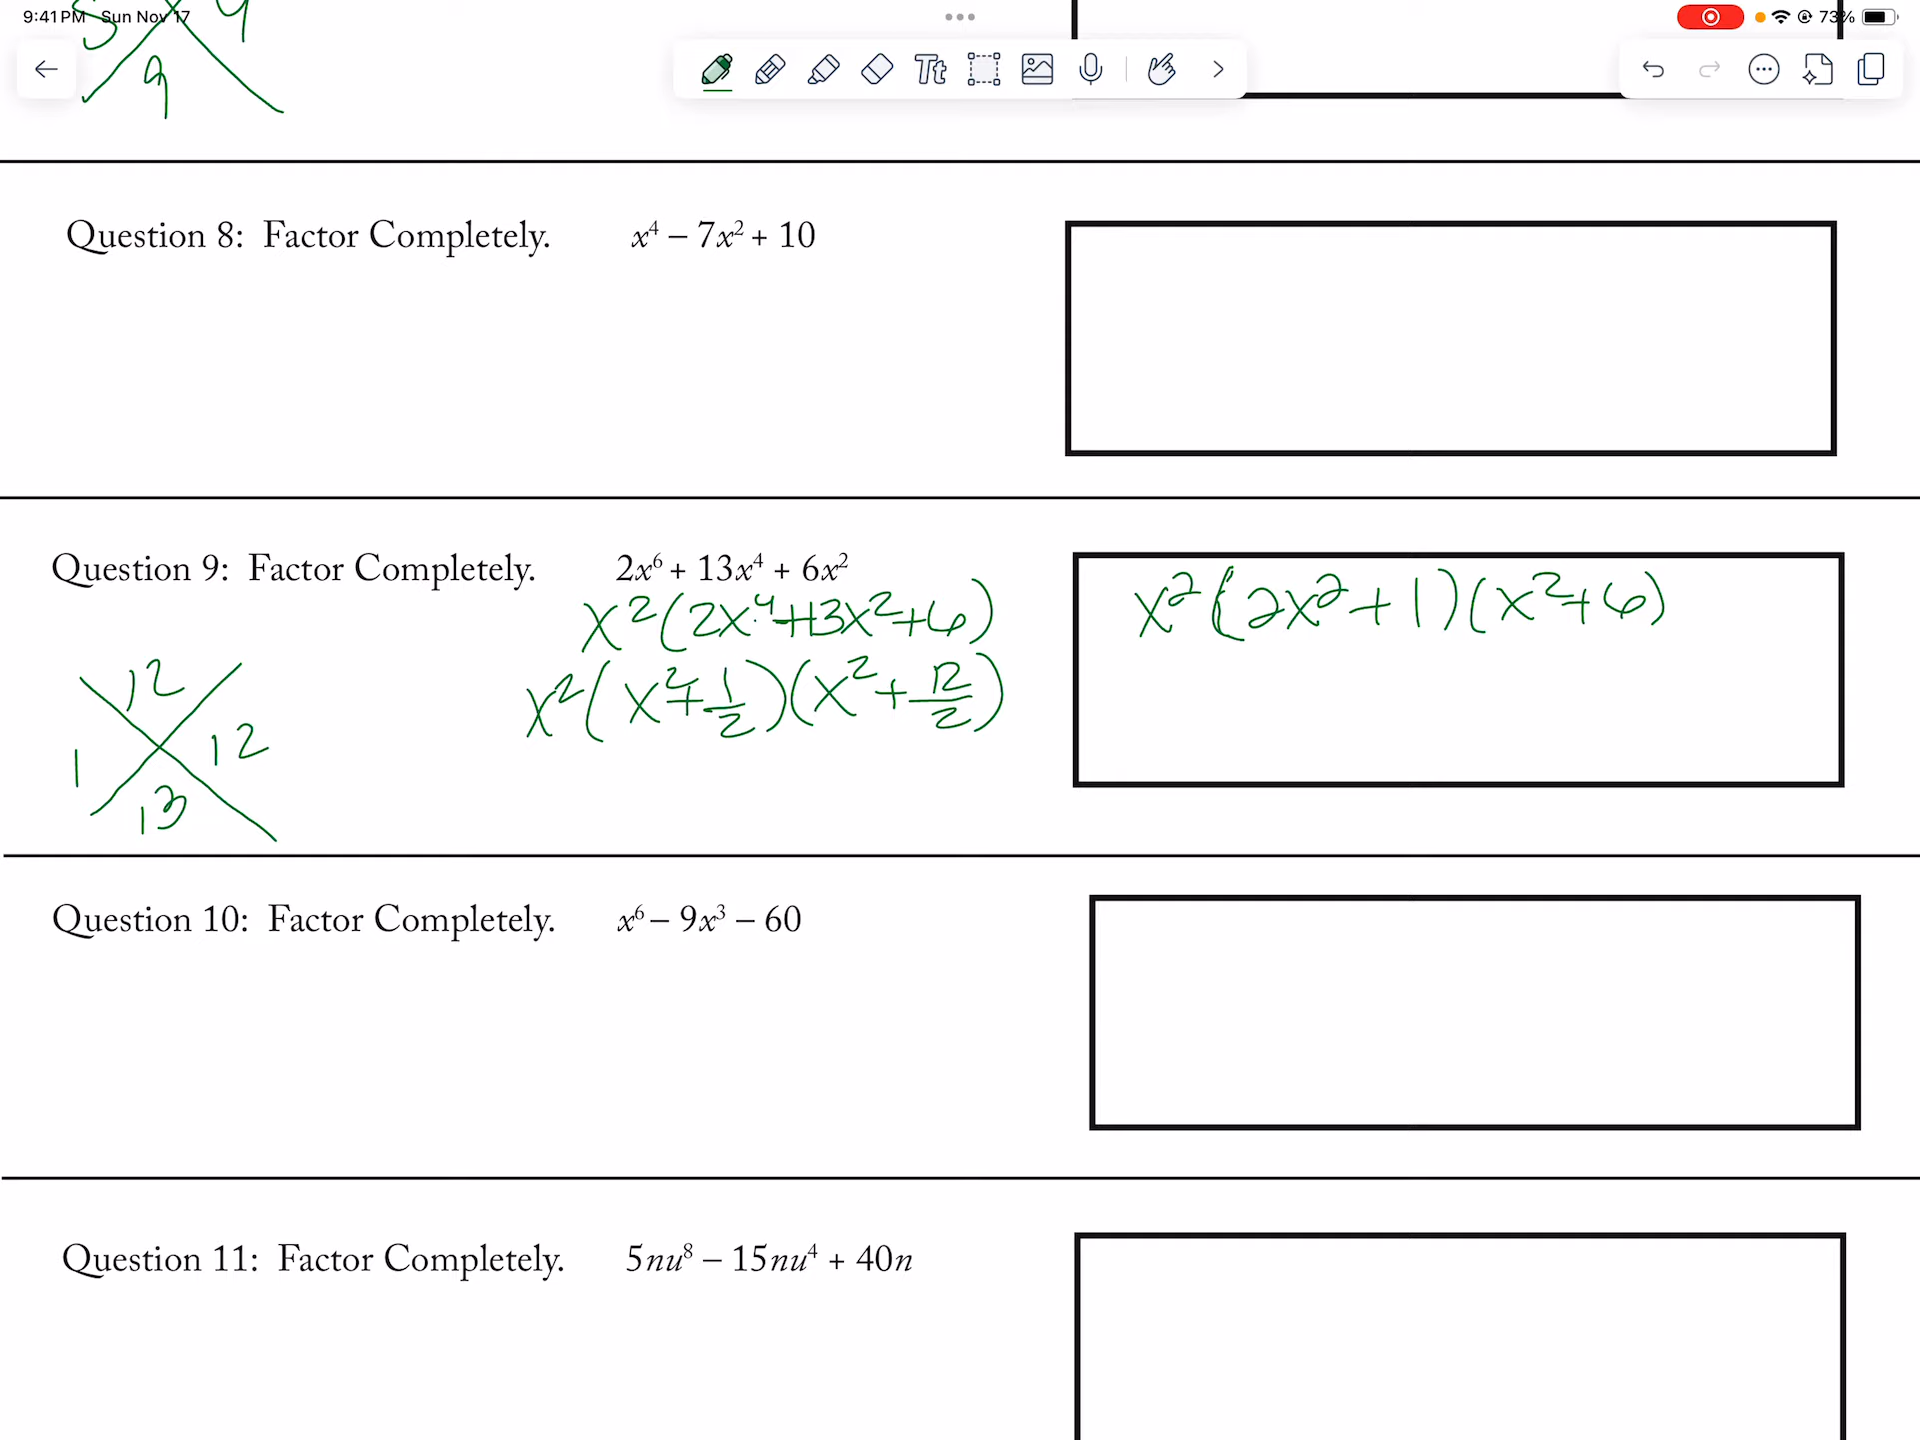 9:41 PM Sun Nov 17
73%
9
Tt
Question 8: Factor Completely. x⁴ – 7x² + 10
Question 9: Factor Completely. 2x⁶ + 13x⁴ + 6x²
x²(2x⁴+13x²+6)
x²(2x²+1)(x²+6)
x²(x²+1/2)(x²+12/2)
12
1 12
13
Question 10: Factor Completely. x⁶ – 9x³ – 60
Question 11: Factor Completely. 5nu⁸ – 15nu⁴ + 40n